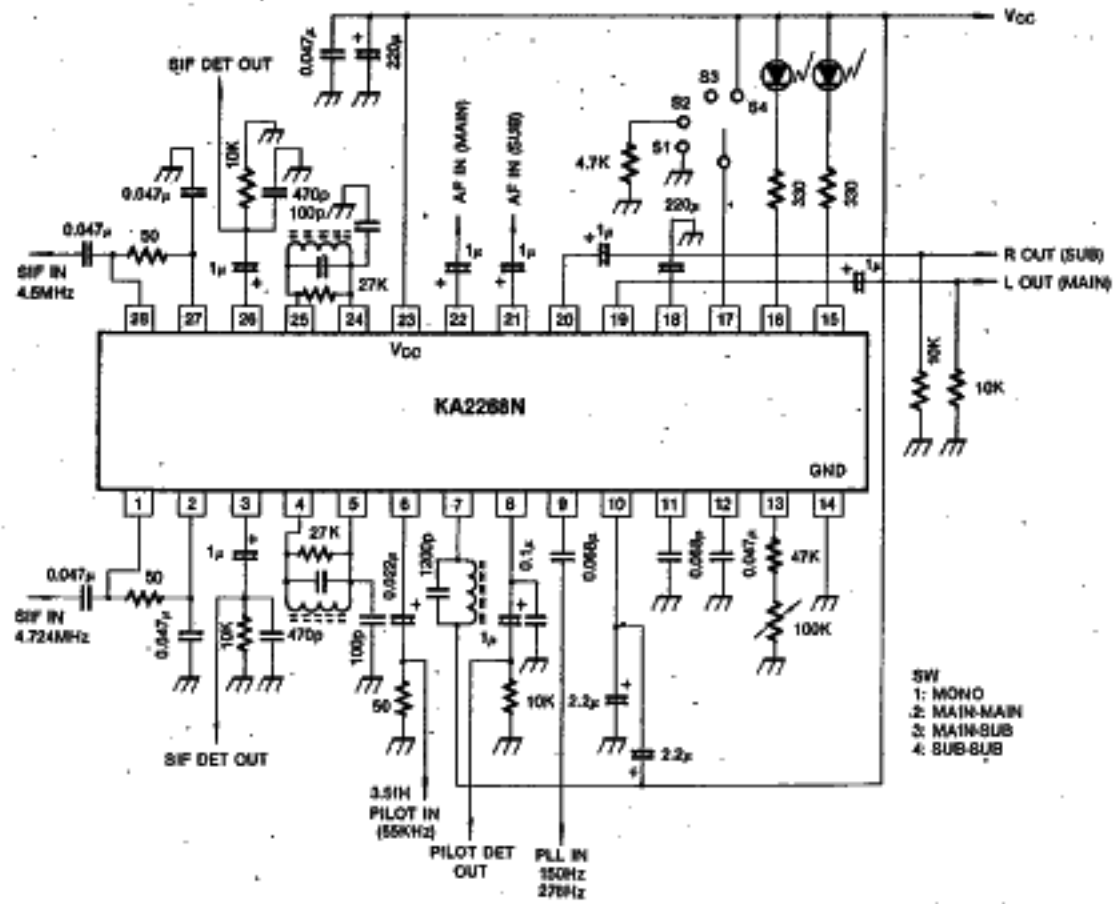 VCC
0.047μ
220μ
SIF DET OUT
10K
0.047μ
470p
100p
AF IN (MAIN)
AF IN (SUB)
S3
S4
S2
S1
4.7K
330
330
220μ
0.047μ
50
SIF IN
4.5MHz
1μ
27K
1μ
1μ
1μ
1μ
R OUT (SUB)
L OUT (MAIN)
28
27
26
25
24
23
22
21
20
19
18
17
16
15
VCC
KA2268N
GND
10K
10K
1
2
3
4
5
6
7
8
9
10
11
12
13
14
0.047μ
SIF IN
4.724MHz
50
0.047μ
1μ
10K
470p
27K
100p
0.022μ
50
1200p
1μ
0.1μ
10K
0.068μ
2.2μ
2.2μ
0.068μ
0.047μ
47K
100K
SIF DET OUT
PILOT IN
(55KHz)
PILOT DET
OUT
PLL IN
150Hz
276Hz
SW
1: MONO
2: MAIN-MAIN
3: MAIN-SUB
4: SUB-SUB